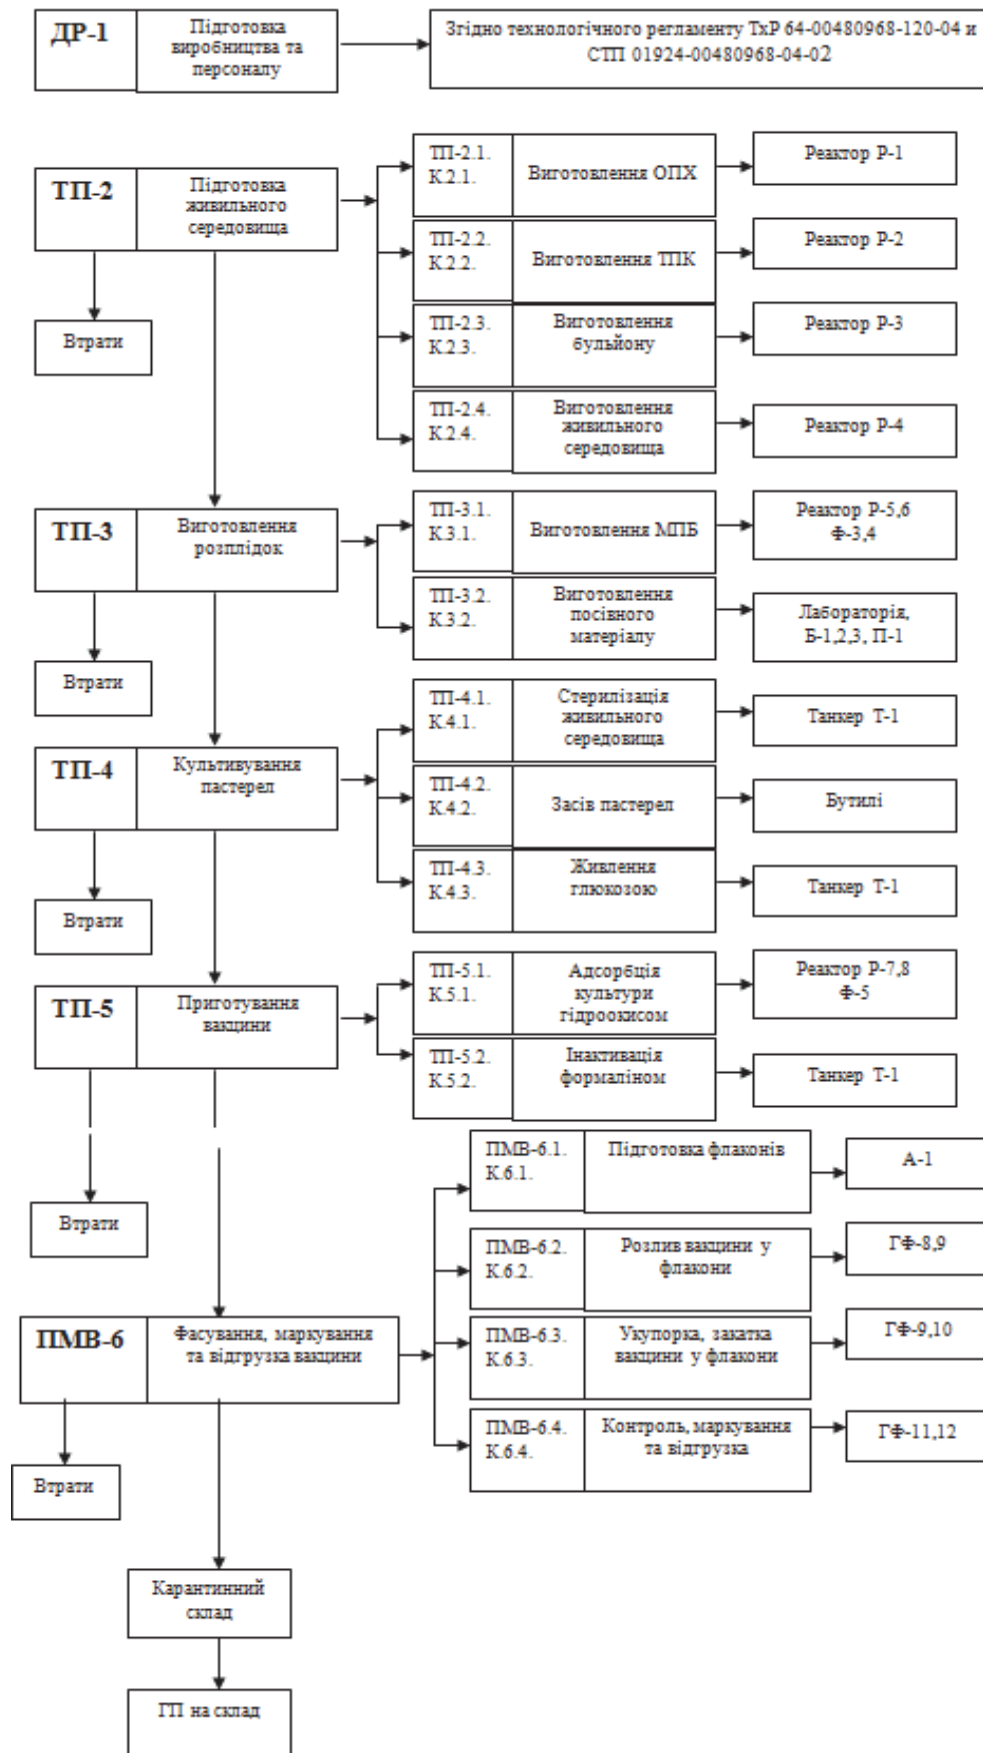 ДР-1
Підготовка
виробництва та
персоналу
Згідно технологічного регламенту ТхР 64-00480968-120-04 и
СТП 01924-00480968-04-02
ТП-2
Підготовка
живильного
середовища
ТП-2.1.
К.2.1.
Виготовлення ОПХ
Реактор Р-1
ТП-2.2.
К.2.2.
Виготовлення ТПК
Реактор Р-2
Втрати
ТП-2.3.
К.2.3.
Виготовлення
бульйону
Реактор Р-3
ТП-2.4.
К.2.4.
Виготовлення
живильного
середовища
Реактор Р-4
ТП-3
Виготовлення
розплідок
ТП-3.1.
К.3.1.
Виготовлення МПБ
Реактор Р-5,6
Ф-3,4
ТП-3.2.
К.3.2.
Виготовлення
посівного
матеріалу
Лабораторія,
Б-1,2,3, П-1
Втрати
ТП-4
Культивування
пастерел
ТП-4.1.
К.4.1.
Стерилізація
живильного
середовища
Танкер Т-1
ТП-4.2.
К.4.2.
Засів пастерел
Бутилі
ТП-4.3.
К.4.3.
Живлення
глюкозою
Танкер Т-1
Втрати
ТП-5
Приготування
вакцини
ТП-5.1.
К.5.1.
Адсорбція
культури
гідроокисом
Реактор Р-7,8
Ф-5
ТП-5.2.
К.5.2.
Інактивація
формаліном
Танкер Т-1
Втрати
ПМВ-6.1.
К.6.1.
Підготовка флаконів
А-1
ПМВ-6.2.
К.6.2.
Розлив вакцини у
флакони
ГФ-8,9
ПМВ-6
Фасування, маркування
та відгрузка вакцини
ПМВ-6.3.
К.6.3.
Укупорка, закатка
вакцини у флакони
ГФ-9,10
ПМВ-6.4.
К.6.4.
Контроль, маркування
та відгрузка
ГФ-11,12
Втрати
Карантинний
склад
ГП на склад